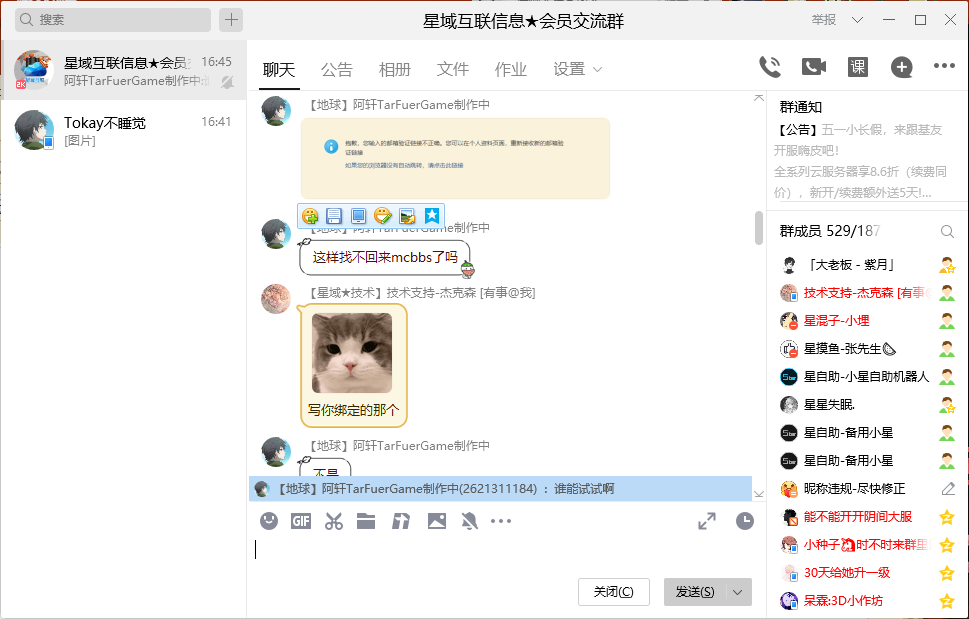 搜索
星域互联信息★会员交流群
举报
星域互联信息★会员
16:45
阿轩TarFuerGame制作中:
8K
Tokay不睡觉
16:41
[图片]
聊天
公告
相册
文件
作业
设置
课
【地球】阿轩TarFuerGame制作中
抱歉，您输入的邮箱验证链接不正确。您可以在个人资料页面，重新接收新的邮箱验
证链接
如果您的浏览器没有自动跳转，请点击此链接
【地球】阿轩TarFuerGame制作中
这样找不回来mcbbs了吗
【星域★技术】技术支持-杰克森 [有事@我]
写你绑定的那个
【地球】阿轩TarFuerGame制作中
不是
【地球】阿轩TarFuerGame制作中(2621311184) ：谁能试试啊
GIF
关闭(C)
发送(S)
群通知
【公告】五一小长假，来跟基友
开服嗨皮吧！
全系列云服务器享8.6折（续费同
价），新开/续费额外送5天!...
群成员 529/187
「大老板 - 紫月」
技术支持-杰克森 [有事@
星混子-小埋
星摸鱼-张先生
星自助-小星自助机器人
星星失眠.
星自助-备用小星
星自助-备用小星
昵称违规-尽快修正
能不能开开阴间大服
小种子时不时来群里
30天给她升一级
呆霖:3D小作坊